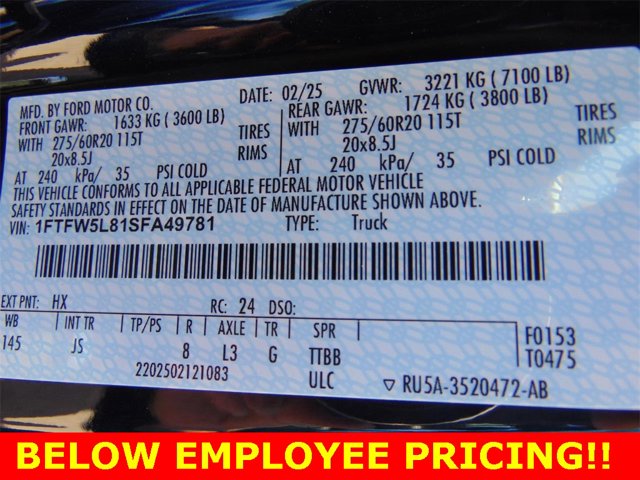 MFD. BY FORD MOTOR CO. DATE: 02/25 GVWR: 3221 KG ( 7100 LB)
FRONT GAWR: 1633 KG ( 3600 LB) REAR GAWR: 1724 KG ( 3800 LB)
WITH 275/60R20 115T TIRES WITH 275/60R20 115T TIRES
20x8.5J RIMS 20x8.5J RIMS
AT 240 kPa/ 35 PSI COLD AT 240 kPa/ 35 PSI COLD
THIS VEHICLE CONFORMS TO ALL APPLICABLE FEDERAL MOTOR VEHICLE
SAFETY STANDARDS IN EFFECT ON THE DATE OF MANUFACTURE SHOWN ABOVE.
VIN: 1FTFW5L81SFA49781 TYPE: Truck
EXT PNT: HX RC: 24 DSO:
WB INT TR TP/PS R AXLE TR SPR F0153
145 JS 8 L3 G TTBB T0475
2202502121083 ULC ▽ RU5A-3520472-AB
BELOW EMPLOYEE PRICING!!